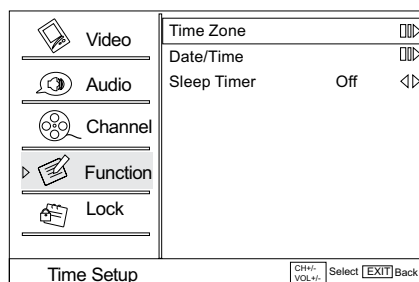 Video
Audio
Channel
Function
Lock
Time Zone
Date/Time
Sleep Timer Off
Time Setup
CH+/-
VOL+/-
Select EXIT Back